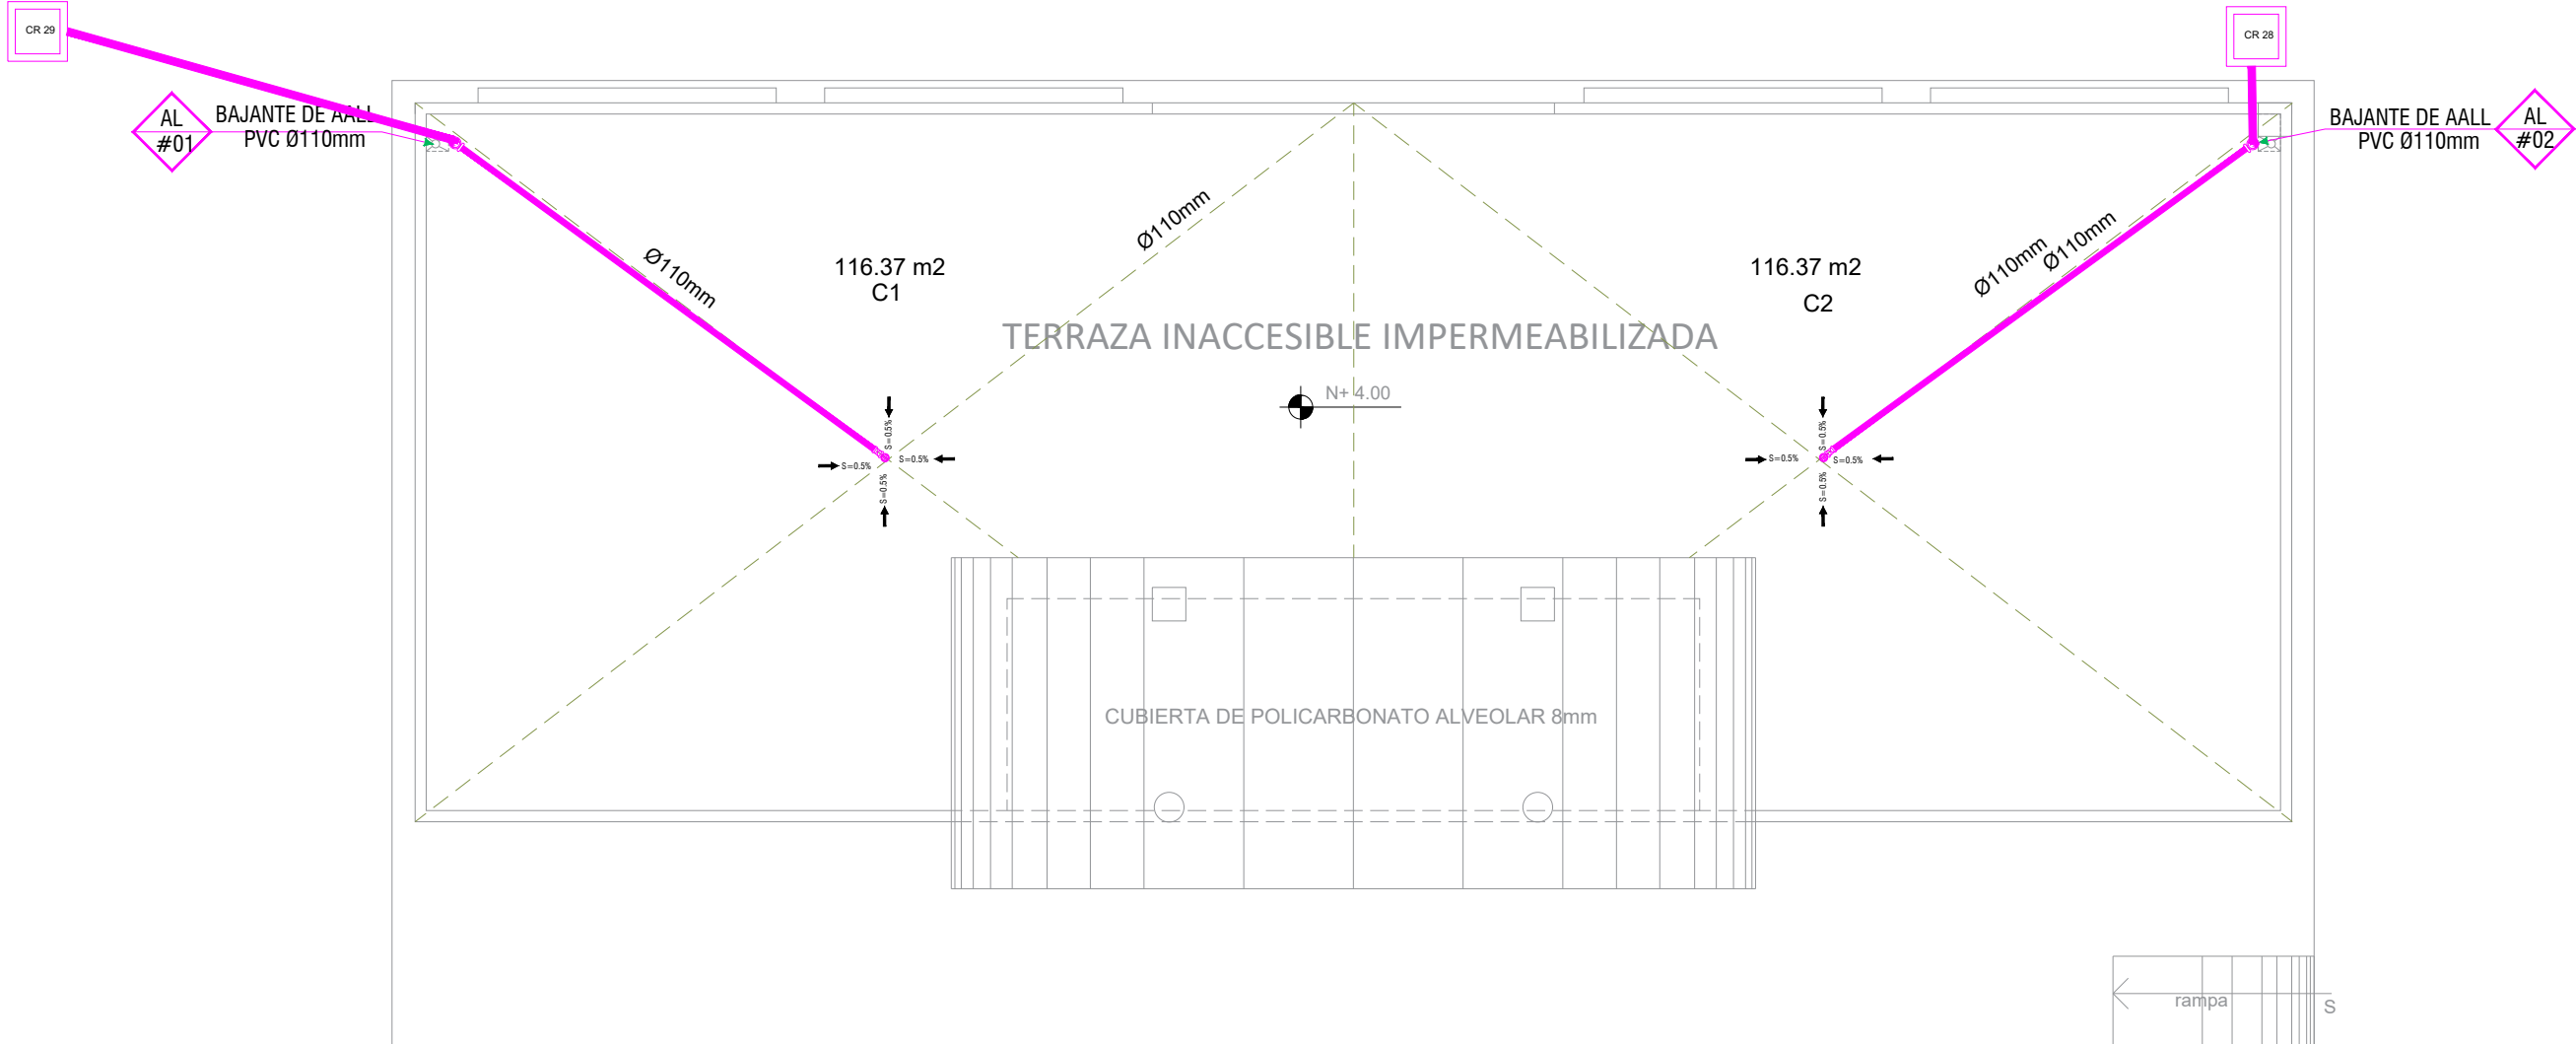 CR 29
CR 28
AL
#01
BAJANTE DE AALL
PVC Ø110mm
BAJANTE DE AALL
PVC Ø110mm
AL
#02
Ø110mm
Ø110mm
Ø110mm
Ø110mm
116.37 m2
C1
116.37 m2
C2
TERRAZA INACCESIBLE IMPERMEABILIZADA
N+ 4.00
S=0.5%
S=0.5%
S=0.5%
S=0.5%
S=0.5%
S=0.5%
S=0.5%
S=0.5%
CUBIERTA DE POLICARBONATO ALVEOLAR 8mm
rampa
S